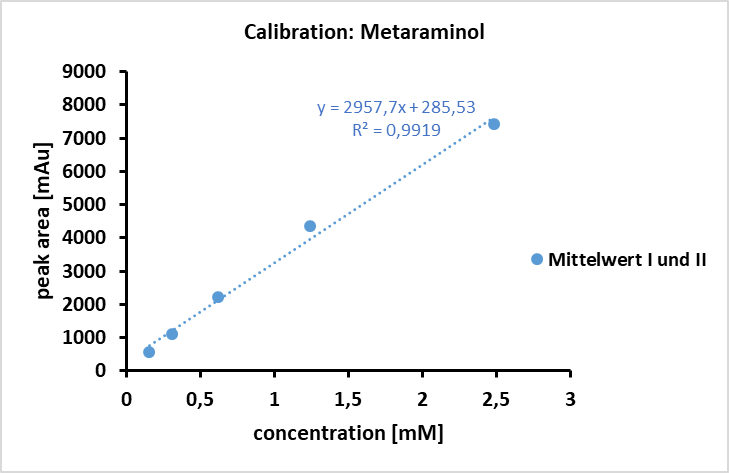 Calibration: Metaraminol
9000
8000
7000
6000
5000
4000
3000
2000
1000
0
peak area [mAu]
y = 2957,7x + 285,53
R² = 0,9919
Mittelwert I und II
0 0,5 1 1,5 2 2,5 3
concentration [mM]